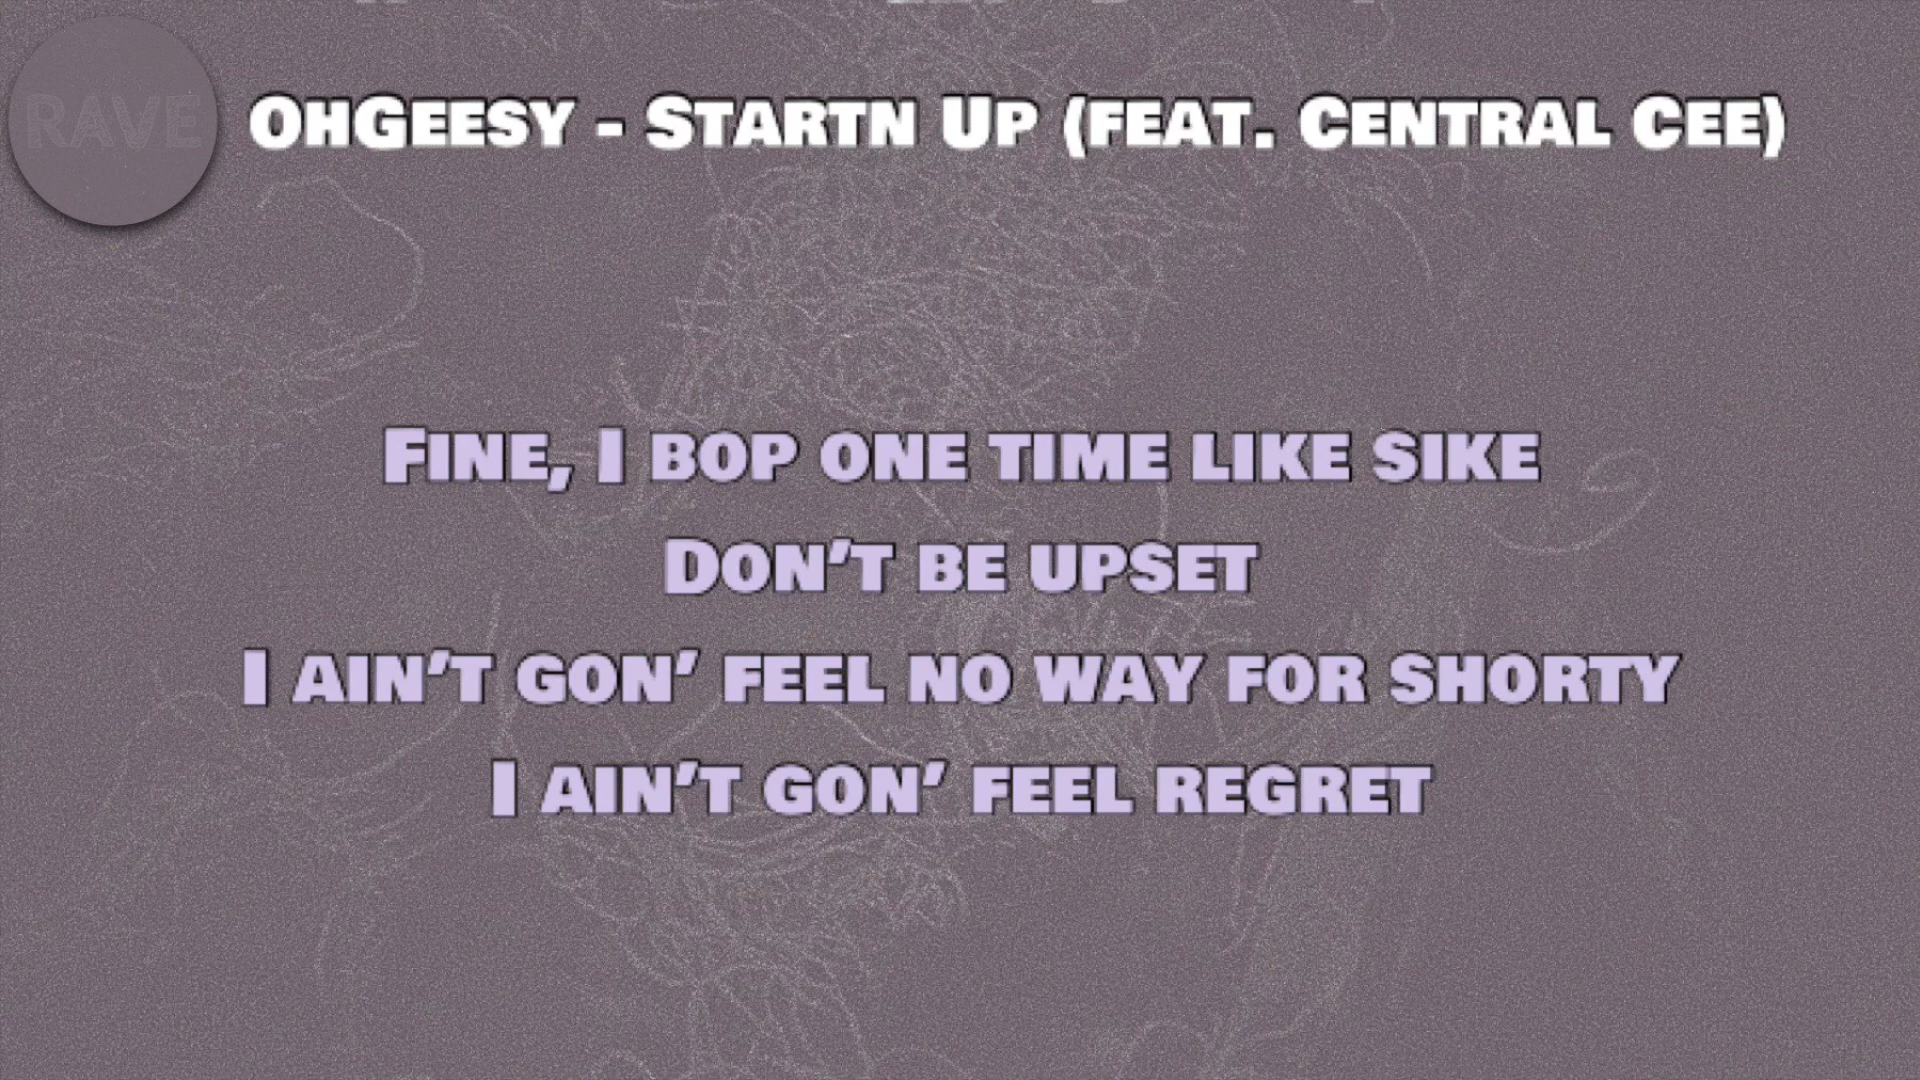 RAVE
OhGeesy - Startn Up (feat. Central Cee)
Fine, I bop one time like sike
Don't be upset
I ain't gon' feel no way for shorty
I ain't gon' feel regret